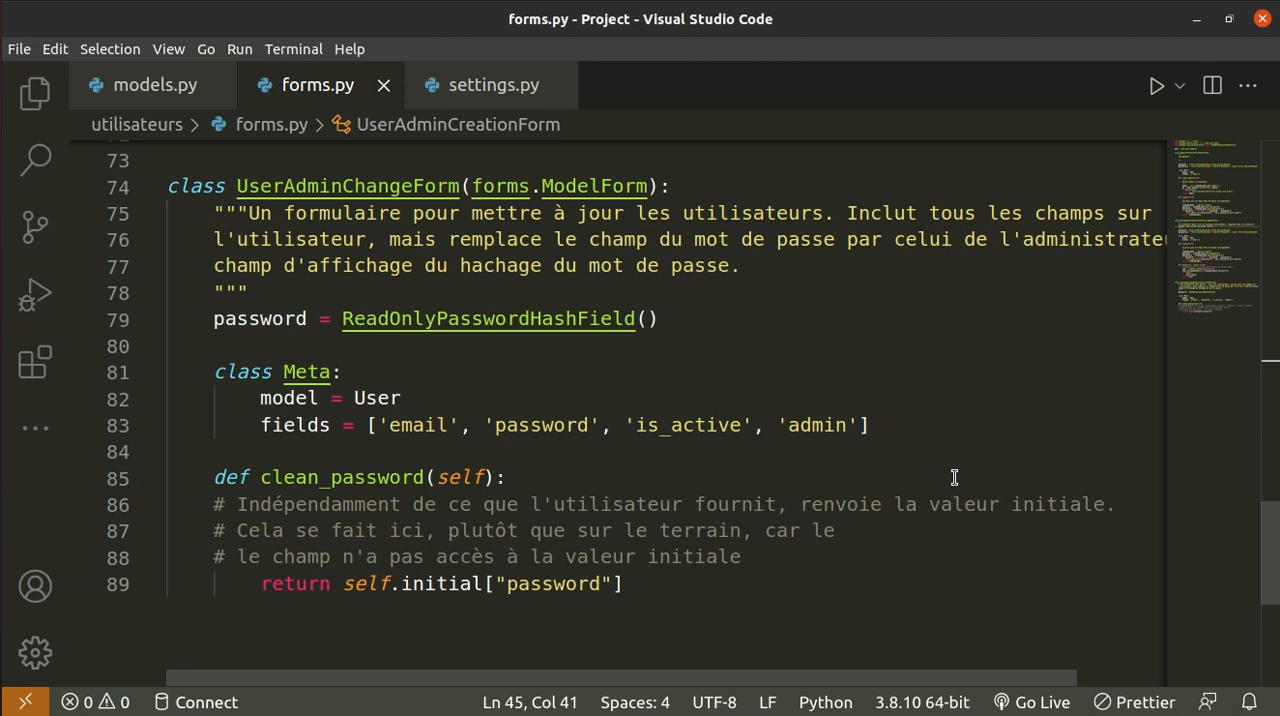 forms.py - Project - Visual Studio Code
File Edit Selection View Go Run Terminal Help
models.py forms.py settings.py
utilisateurs > forms.py > UserAdminCreationForm
73
74 class UserAdminChangeForm(forms.ModelForm):
75 """Un formulaire pour mettre à jour les utilisateurs. Inclut tous les champs sur
76 l'utilisateur, mais remplace le champ du mot de passe par celui de l'administrate
77 champ d'affichage du hachage du mot de passe.
78 """
79 password = ReadOnlyPasswordHashField()
80
81 class Meta:
82 model = User
83 fields = ['email', 'password', 'is_active', 'admin']
84
85 def clean_password(self):
86 # Indépendamment de ce que l'utilisateur fournit, renvoie la valeur initiale.
87 # Cela se fait ici, plutôt que sur le terrain, car le
88 # le champ n'a pas accès à la valeur initiale
89 return self.initial["password"]
0 0 Connect Ln 45, Col 41 Spaces: 4 UTF-8 LF Python 3.8.10 64-bit Go Live Prettier